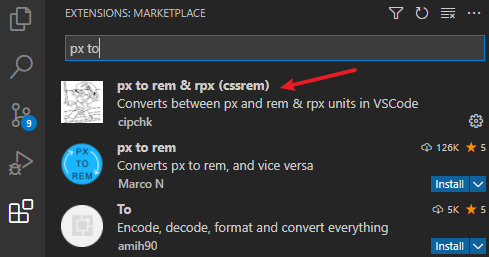 EXTENSIONS: MARKETPLACE
px to
px to rem & rpx (cssrem)
Converts between px and rem & rpx units in VSCode
cipchk
9
PX
TO
REM
px to rem
126K
5
Converts px to rem, and vice versa
Marco N
Install
To
5K
5
Encode, decode, format and convert everything
amih90
Install